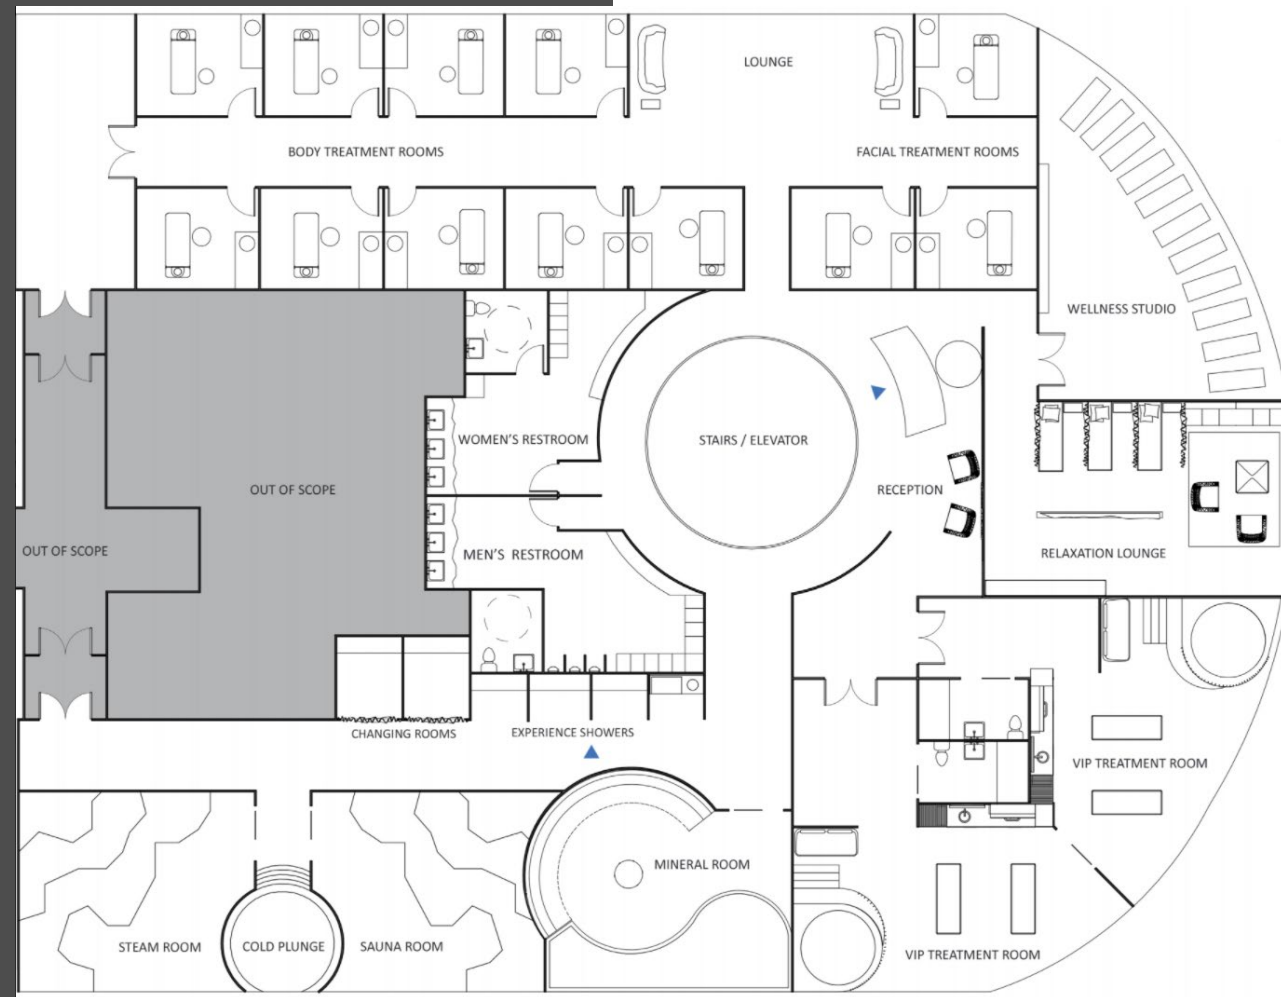 LOUNGE
BODY TREATMENT ROOMS
FACIAL TREATMENT ROOMS
WELLNESS STUDIO
WOMEN'S RESTROOM
STAIRS / ELEVATOR
OUT OF SCOPE
RECEPTION
OUT OF SCOPE
MEN'S RESTROOM
RELAXATION LOUNGE
CHANGING ROOMS
EXPERIENCE SHOWERS
VIP TREATMENT ROOM
MINERAL ROOM
STEAM ROOM
COLD PLUNGE
SAUNA ROOM
VIP TREATMENT ROOM